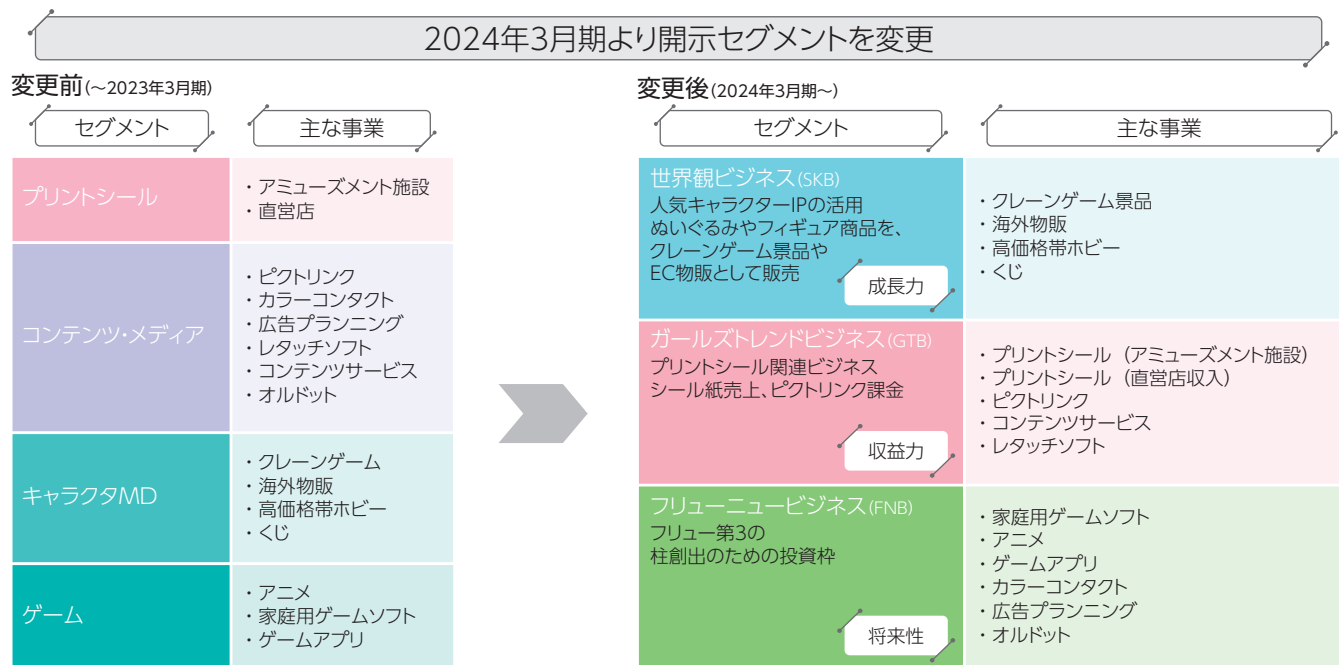 2024年3月期より開示セグメントを変更
変更前(～2023年3月期)
セグメント
主な事業
プリントシール
・アミューズメント施設
・直営店
コンテンツ・メディア
・ピクトリンク
・カラーコンタクト
・広告プランニング
・レタッチソフト
・コンテンツサービス
・オルドット
キャラクタMD
・クレーンゲーム
・海外物販
・高価格帯ホビー
・くじ
ゲーム
・アニメ
・家庭用ゲームソフト
・ゲームアプリ
変更後(2024年3月期～)
セグメント
主な事業
世界観ビジネス(SKB)
人気キャラクターIPの活用
ぬいぐるみやフィギュア商品を、
クレーンゲーム景品や
EC物販として販売
成長力
・クレーンゲーム景品
・海外物販
・高価格帯ホビー
・くじ
ガールズトレンドビジネス(GTB)
プリントシール関連ビジネス
シール紙売上、ピクトリンク課金
収益力
・プリントシール（アミューズメント施設）
・プリントシール（直営店収入）
・ピクトリンク
・コンテンツサービス
・レタッチソフト
フリューニュービジネス(FNB)
フリュー第3の
柱創出のための投資枠
将来性
・家庭用ゲームソフト
・アニメ
・ゲームアプリ
・カラーコンタクト
・広告プランニング
・オルドット